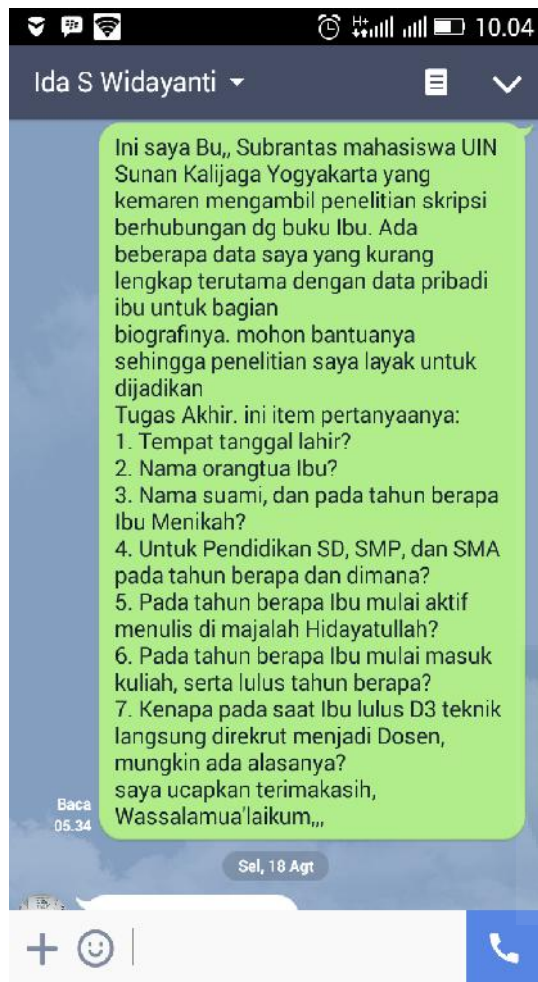 10.04
Ida S Widayanti
Ini saya Bu,, Subrantas mahasiswa UIN
Sunan Kalijaga Yogyakarta yang
kemaren mengambil penelitian skripsi
berhubungan dg buku Ibu. Ada
beberapa data saya yang kurang
lengkap terutama dengan data pribadi
ibu untuk bagian
biografinya. mohon bantuanya
sehingga penelitian saya layak untuk
dijadikan
Tugas Akhir. ini item pertanyaanya:
1. Tempat tanggal lahir?
2. Nama orangtua Ibu?
3. Nama suami, dan pada tahun berapa
Ibu Menikah?
4. Untuk Pendidikan SD, SMP, dan SMA
pada tahun berapa dan dimana?
5. Pada tahun berapa Ibu mulai aktif
menulis di majalah Hidayatullah?
6. Pada tahun berapa Ibu mulai masuk
kuliah, serta lulus tahun berapa?
7. Kenapa pada saat Ibu lulus D3 teknik
langsung direkrut menjadi Dosen,
mungkin ada alasanya?
saya ucapkan terimakasih,
Wassalamua'laikum,,,
Baca
05.34
Sel, 18 Agt